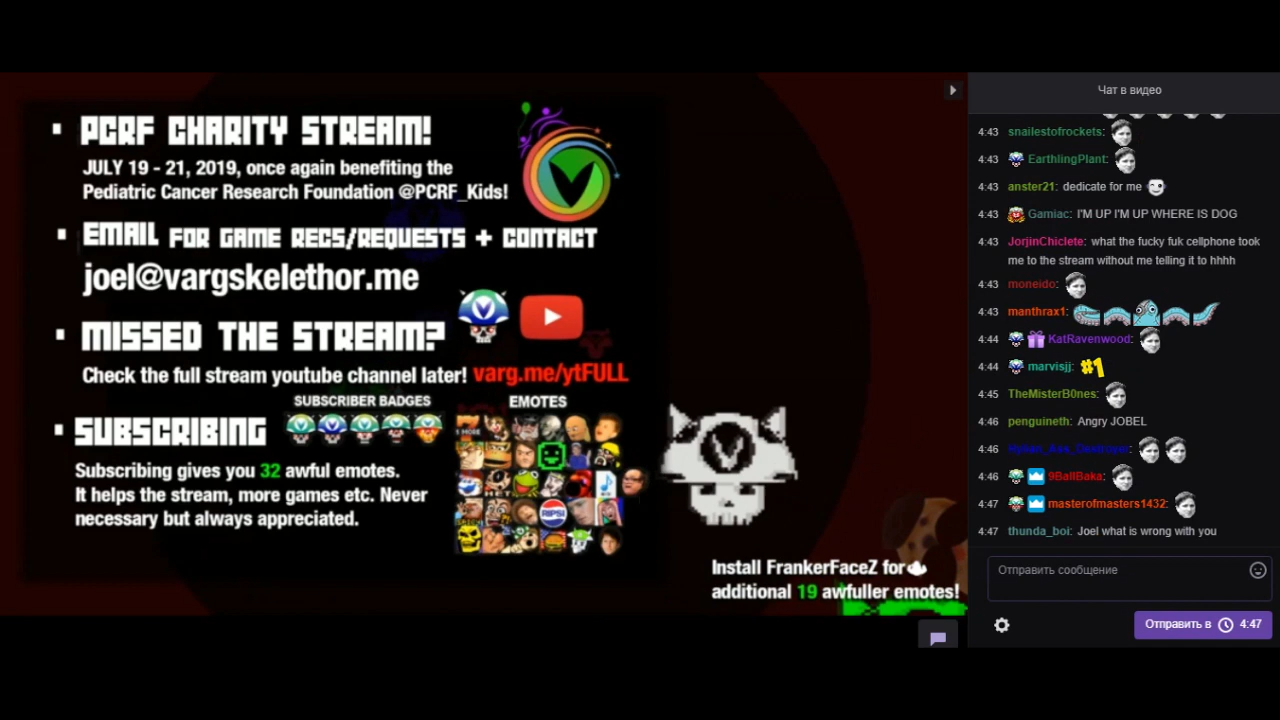 PCRF CHARITY STREAM!
JULY 19 - 21, 2019, once again benefiting the
Pediatric Cancer Research Foundation @PCRF_Kids!
EMAIL FOR GAME RECS/REQUESTS + CONTACT
joel@vargskelethor.me
MISSED THE STREAM?
Check the full stream youtube channel later! varg.me/ytFULL
SUBSCRIBING
SUBSCRIBER BADGES
EMOTES
Subscribing gives you 32 awful emotes.
It helps the stream, more games etc. Never
necessary but always appreciated.
Install FrankerFaceZ for
additional 19 awfuller emotes!
Чат в видео
4:43 snailestofrockets:
4:43 EarthlingPlant:
4:43 anster21: dedicate for me
4:43 Gamiac: I'M UP I'M UP WHERE IS DOG
4:43 JorjinChiclete: what the fucky fuk cellphone took
me to the stream without me telling it to hhhh
4:43 moneido:
4:43 manthrax1:
4:44 KatRavenwood:
4:44 marvisjj: #1
4:45 TheMisterB0nes:
4:46 penguineth: Angry JOBEL
4:46
4:46 9BallBaka:
4:47 masterofmasters1432:
4:47 thunda_boi: Joel what is wrong with you
Отправить сообщение
Отправить в 4:47